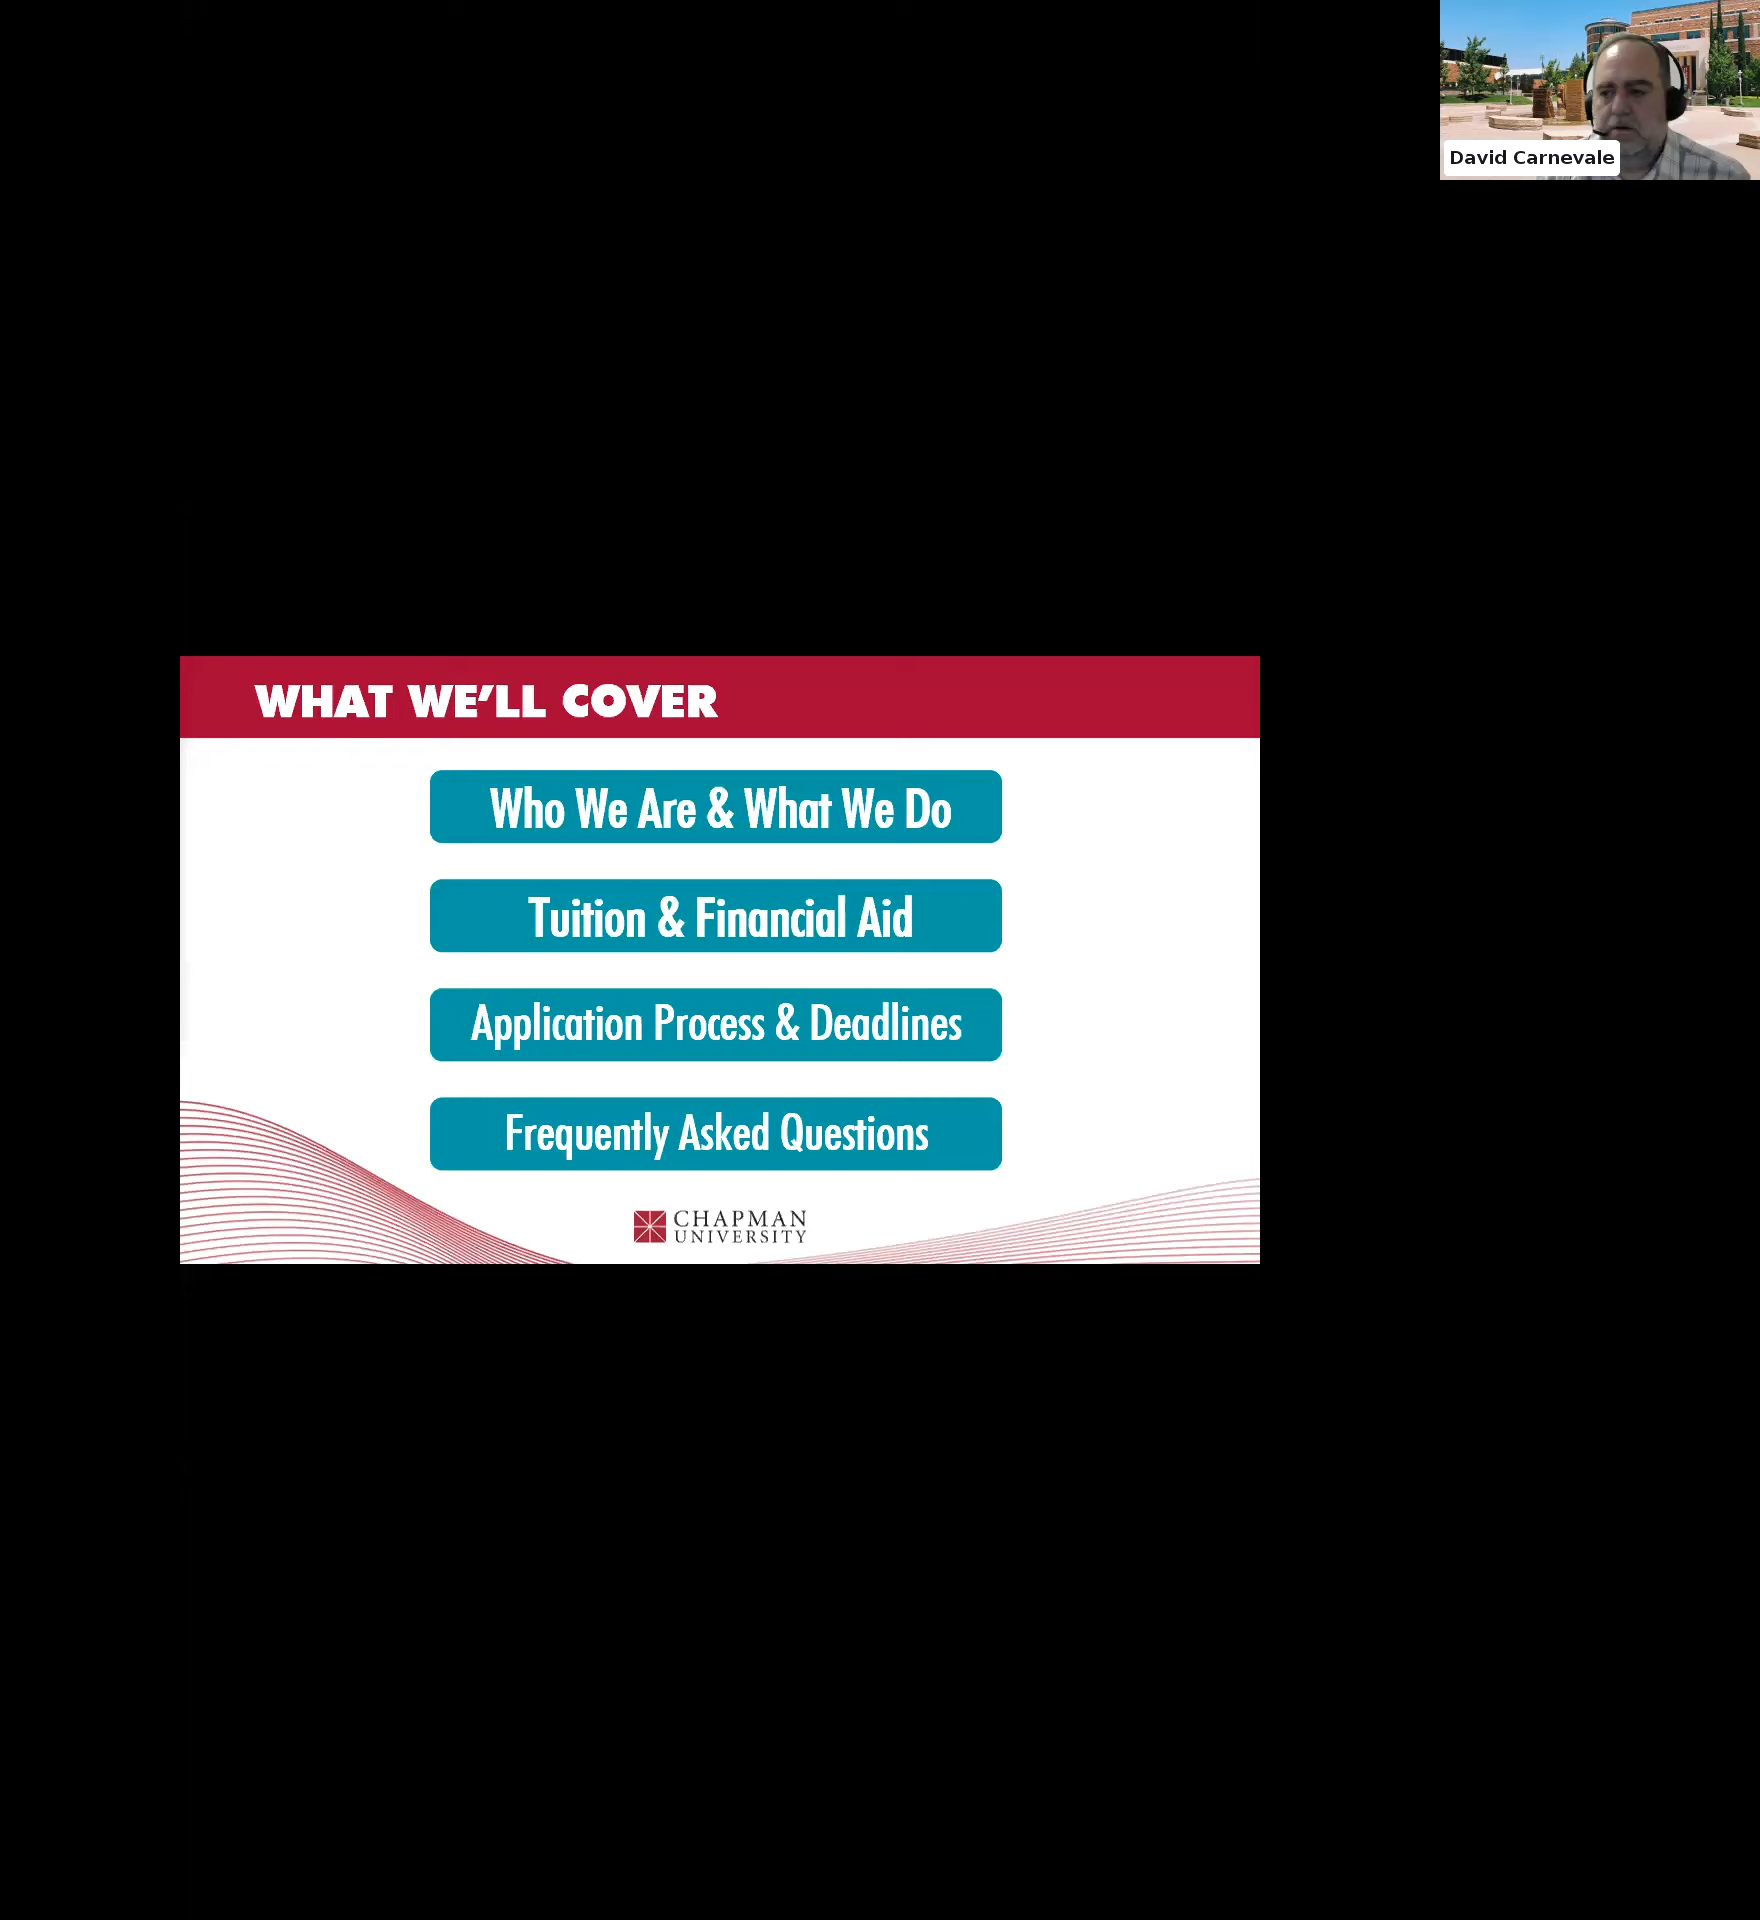 David Carnevale
WHAT WE’LL COVER
Who We Are & What We Do
Tuition & Financial Aid
Application Process & Deadlines
Frequently Asked Questions
CHAPMAN
UNIVERSITY